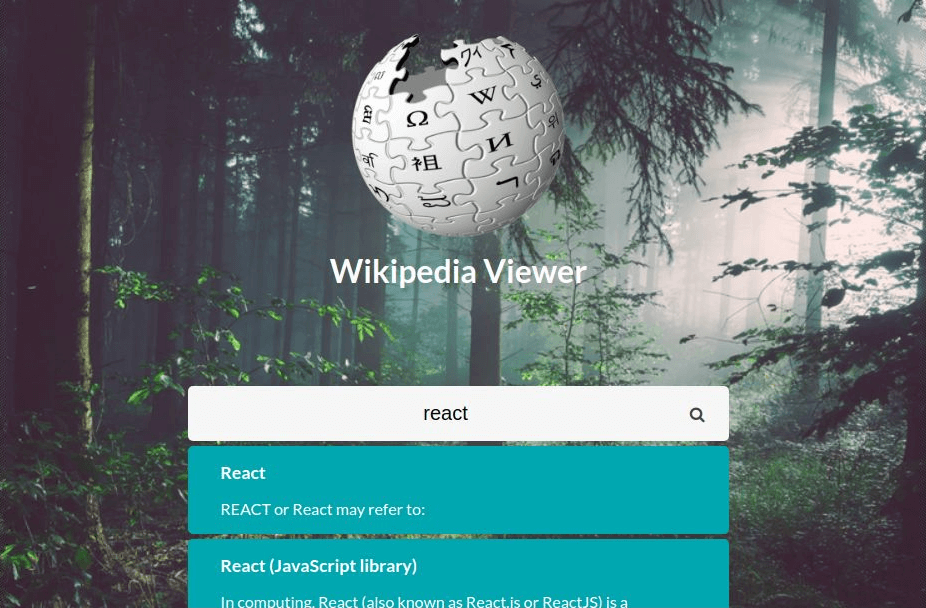 Ω
W
И
祖
Wikipedia Viewer
react
React
REACT or React may refer to:
React (JavaScript library)
In computing, React (also known as React.js or ReactJS) is a